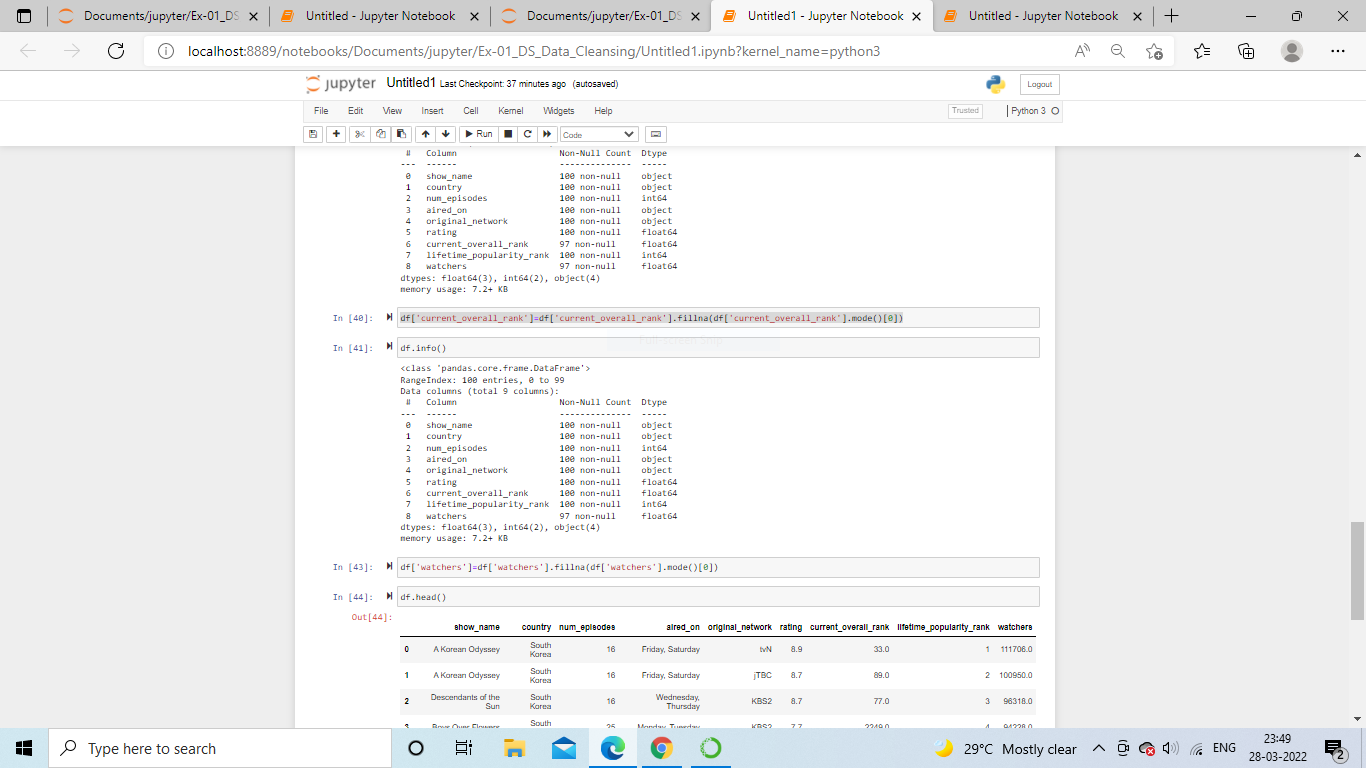 Documents/jupyter/Ex-01_DS
Untitled - Jupyter Notebook
Documents/jupyter/Ex-01_DS
Untitled1 - Jupyter Notebook
Untitled - Jupyter Notebook
localhost:8889/notebooks/Documents/jupyter/Ex-01_DS_Data_Cleansing/Untitled1.ipynb?kernel_name=python3
jupyter Untitled1 Last Checkpoint: 37 minutes ago (autosaved)
Logout
File Edit View Insert Cell Kernel Widgets Help
Trusted
Python 3
Run
Code
# Column Non-Null Count Dtype
--- ------ -------------- -----
0 show_name 100 non-null object
1 country 100 non-null object
2 num_episodes 100 non-null int64
3 aired_on 100 non-null object
4 original_network 100 non-null object
5 rating 100 non-null float64
6 current_overall_rank 97 non-null float64
7 lifetime_popularity_rank 100 non-null int64
8 watchers 97 non-null float64
dtypes: float64(3), int64(2), object(4)
memory usage: 7.2+ KB
In [40]: df['current_overall_rank']=df['current_overall_rank'].fillna(df['current_overall_rank'].mode()[0])
In [41]: df.info()
<class 'pandas.core.frame.DataFrame'>
RangeIndex: 100 entries, 0 to 99
Data columns (total 9 columns):
# Column Non-Null Count Dtype
--- ------ -------------- -----
0 show_name 100 non-null object
1 country 100 non-null object
2 num_episodes 100 non-null int64
3 aired_on 100 non-null object
4 original_network 100 non-null object
5 rating 100 non-null float64
6 current_overall_rank 100 non-null float64
7 lifetime_popularity_rank 100 non-null int64
8 watchers 97 non-null float64
dtypes: float64(3), int64(2), object(4)
memory usage: 7.2+ KB
In [43]: df['watchers']=df['watchers'].fillna(df['watchers'].mode()[0])
In [44]: df.head()
Out[44]:
show_name country num_episodes aired_on original_network rating current_overall_rank lifetime_popularity_rank watchers
0 A Korean Odyssey South Korea 16 Friday, Saturday tvN 8.9 33.0 1 111706.0
1 A Korean Odyssey South Korea 16 Friday, Saturday jTBC 8.7 89.0 2 100950.0
2 Descendants of the Sun South Korea 16 Wednesday, Thursday KBS2 8.7 77.0 3 96318.0
3 Boys Over Flowers South 25 Monday, Tuesday KBS2 7.7 2249.0 4 94228.0
Type here to search
29°C Mostly clear
ENG
23:49
28-03-2022
2